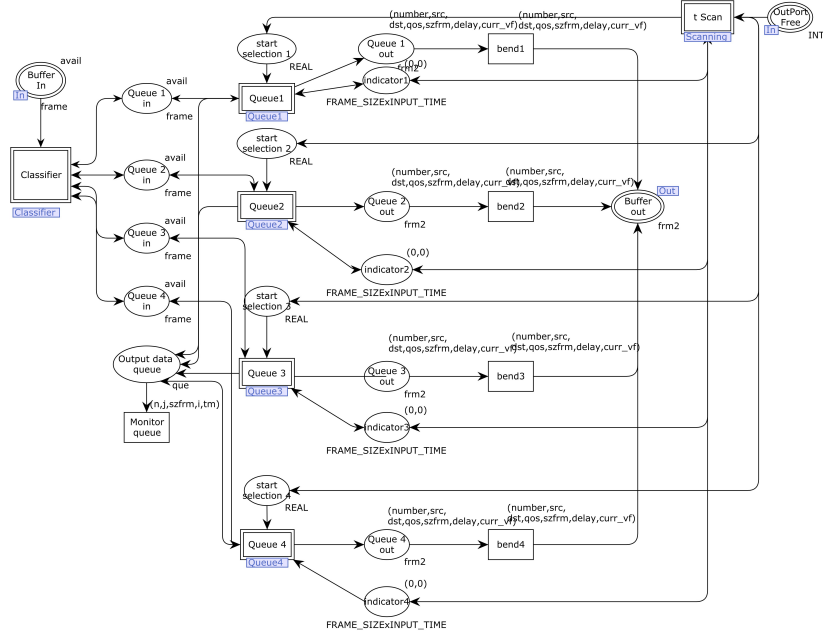 (number,src,
dst,qos,szfrm,delay,curr_vf)
(number,src,
dst,qos,szfrm,delay,curr_vf)
t Scan
Scanning
OutPort
Free
In
INT
avail
Buffer
In
In
frame
start
selection 1
REAL
Queue 1
out
frm2
bend1
(0,0)
indicator1
FRAME_SIZExINPUT_TIME
avail
Queue 1
in
frame
Queue1
Queue1
start
selection 2
REAL
Classifier
Classifier
avail
Queue 2
in
frame
(number,src,
dst,qos,szfrm,delay,curr_vf)
(number,src,
dst,qos,szfrm,delay,curr_vf)
Queue2
Queue2
Queue 2
out
frm2
bend2
Out
Buffer
out
frm2
avail
Queue 3
in
frame
(0,0)
indicator2
FRAME_SIZExINPUT_TIME
avail
Queue 4
in
frame
start
selection 3
REAL
(number,src,
dst,qos,szfrm,delay,curr_vf)
(number,src,
dst,qos,szfrm,delay,curr_vf)
Output data
queue
que
Queue 3
Queue3
Queue 3
out
frm2
bend3
(n,j,szfrm,i,tm)
Monitor
queue
(0,0)
indicator3
FRAME_SIZExINPUT_TIME
start
selection 4
REAL
(number,src,
dst,qos,szfrm,delay,curr_vf)
(number,src,
dst,qos,szfrm,delay,curr_vf)
Queue 4
Queue4
Queue 4
out
frm2
bend4
(0,0)
indicator4
FRAME_SIZExINPUT_TIME